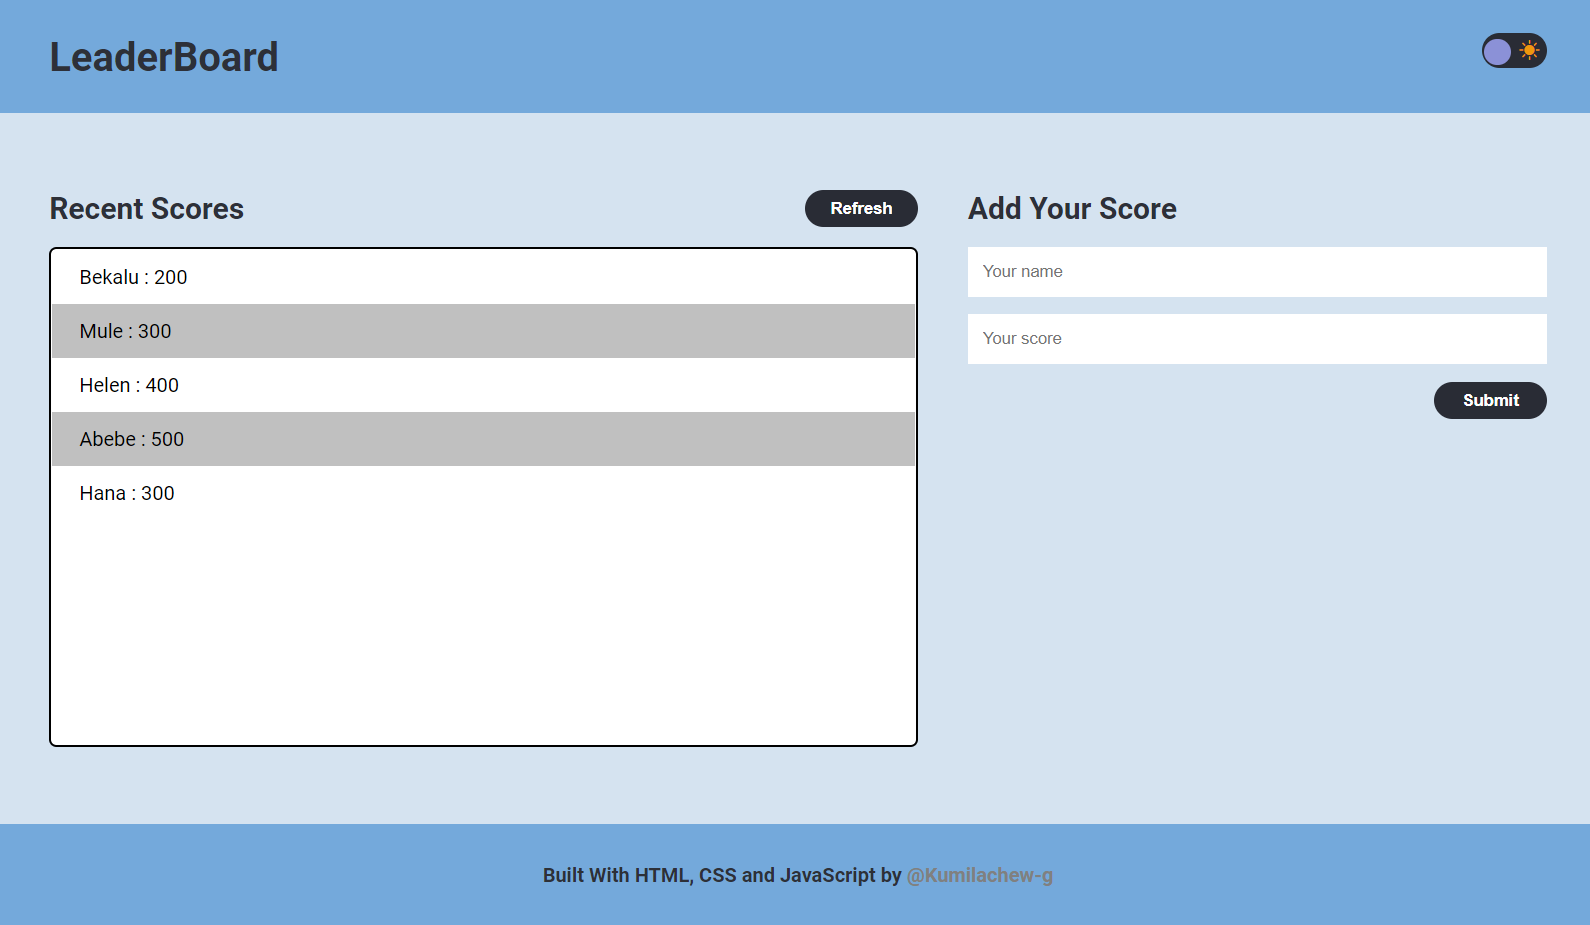 LeaderBoard
Recent Scores
Refresh
Bekalu : 200
Mule : 300
Helen : 400
Abebe : 500
Hana : 300
Add Your Score
Your name
Your score
Submit
Built With HTML, CSS and JavaScript by @Kumilachew-g